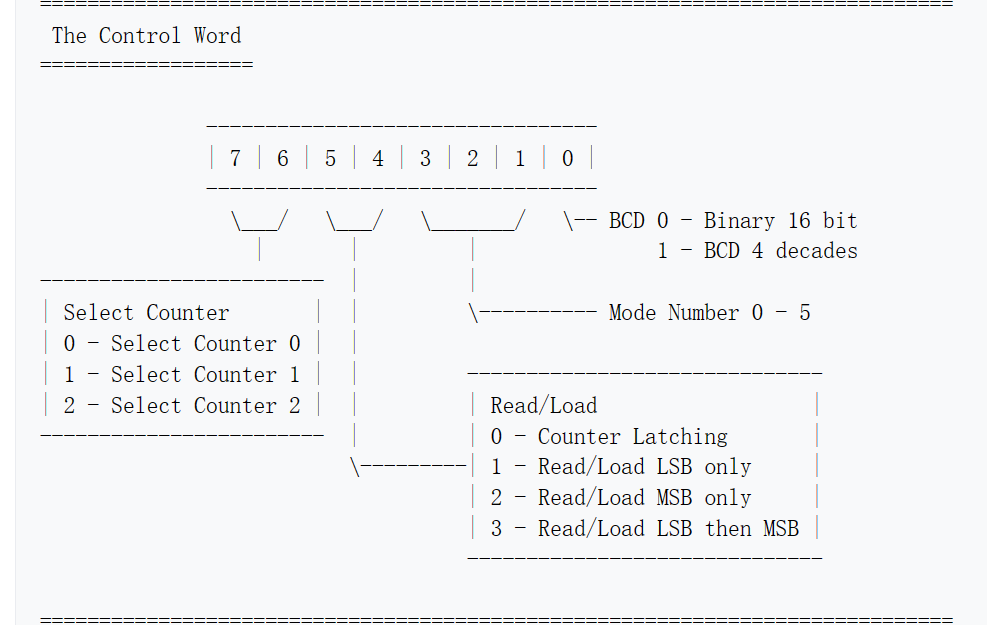 =============================================================================
The Control Word
==================
---------------------------------
| 7 | 6 | 5 | 4 | 3 | 2 | 1 | 0 |
---------------------------------
\___/ \___/ \_______/ \-- BCD 0 - Binary 16 bit
| | | 1 - BCD 4 decades
------------------------ | |
| Select Counter | | \---------- Mode Number 0 - 5
| 0 - Select Counter 0 | |
| 1 - Select Counter 1 | | ------------------------------
| 2 - Select Counter 2 | | | Read/Load |
------------------------ | | 0 - Counter Latching |
\---------| 1 - Read/Load LSB only |
| 2 - Read/Load MSB only |
| 3 - Read/Load LSB then MSB |
------------------------------
=============================================================================